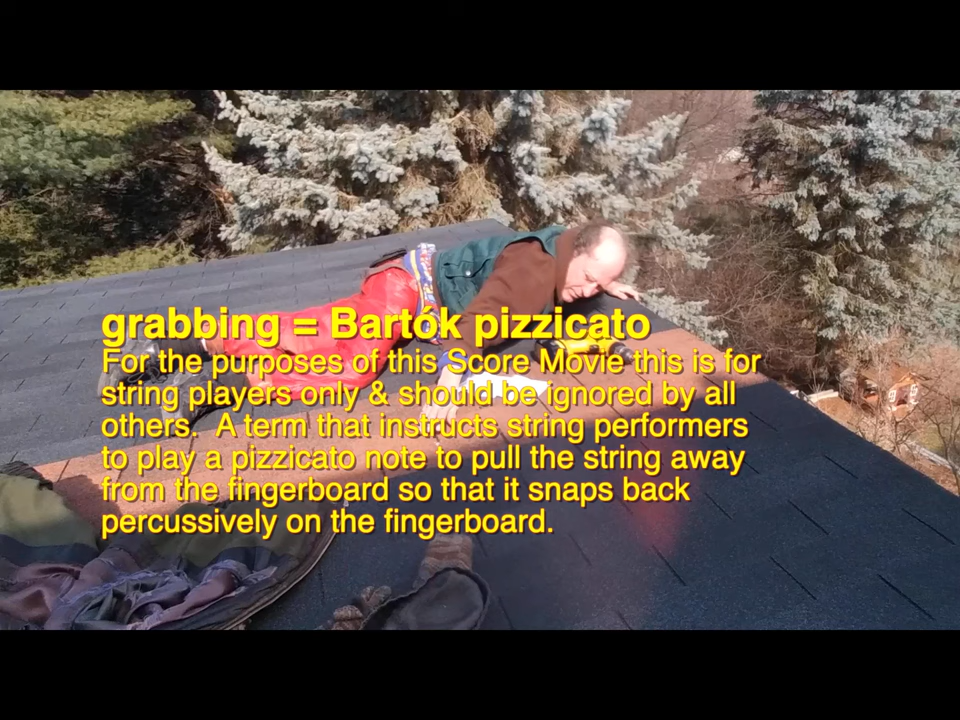 grabbing = Bartók pizzicato
For the purposes of this Score Movie this is for
string players only & should be ignored by all
others.  A term that instructs string performers
to play a pizzicato note to pull the string away
from the fingerboard so that it snaps back
percussively on the fingerboard.